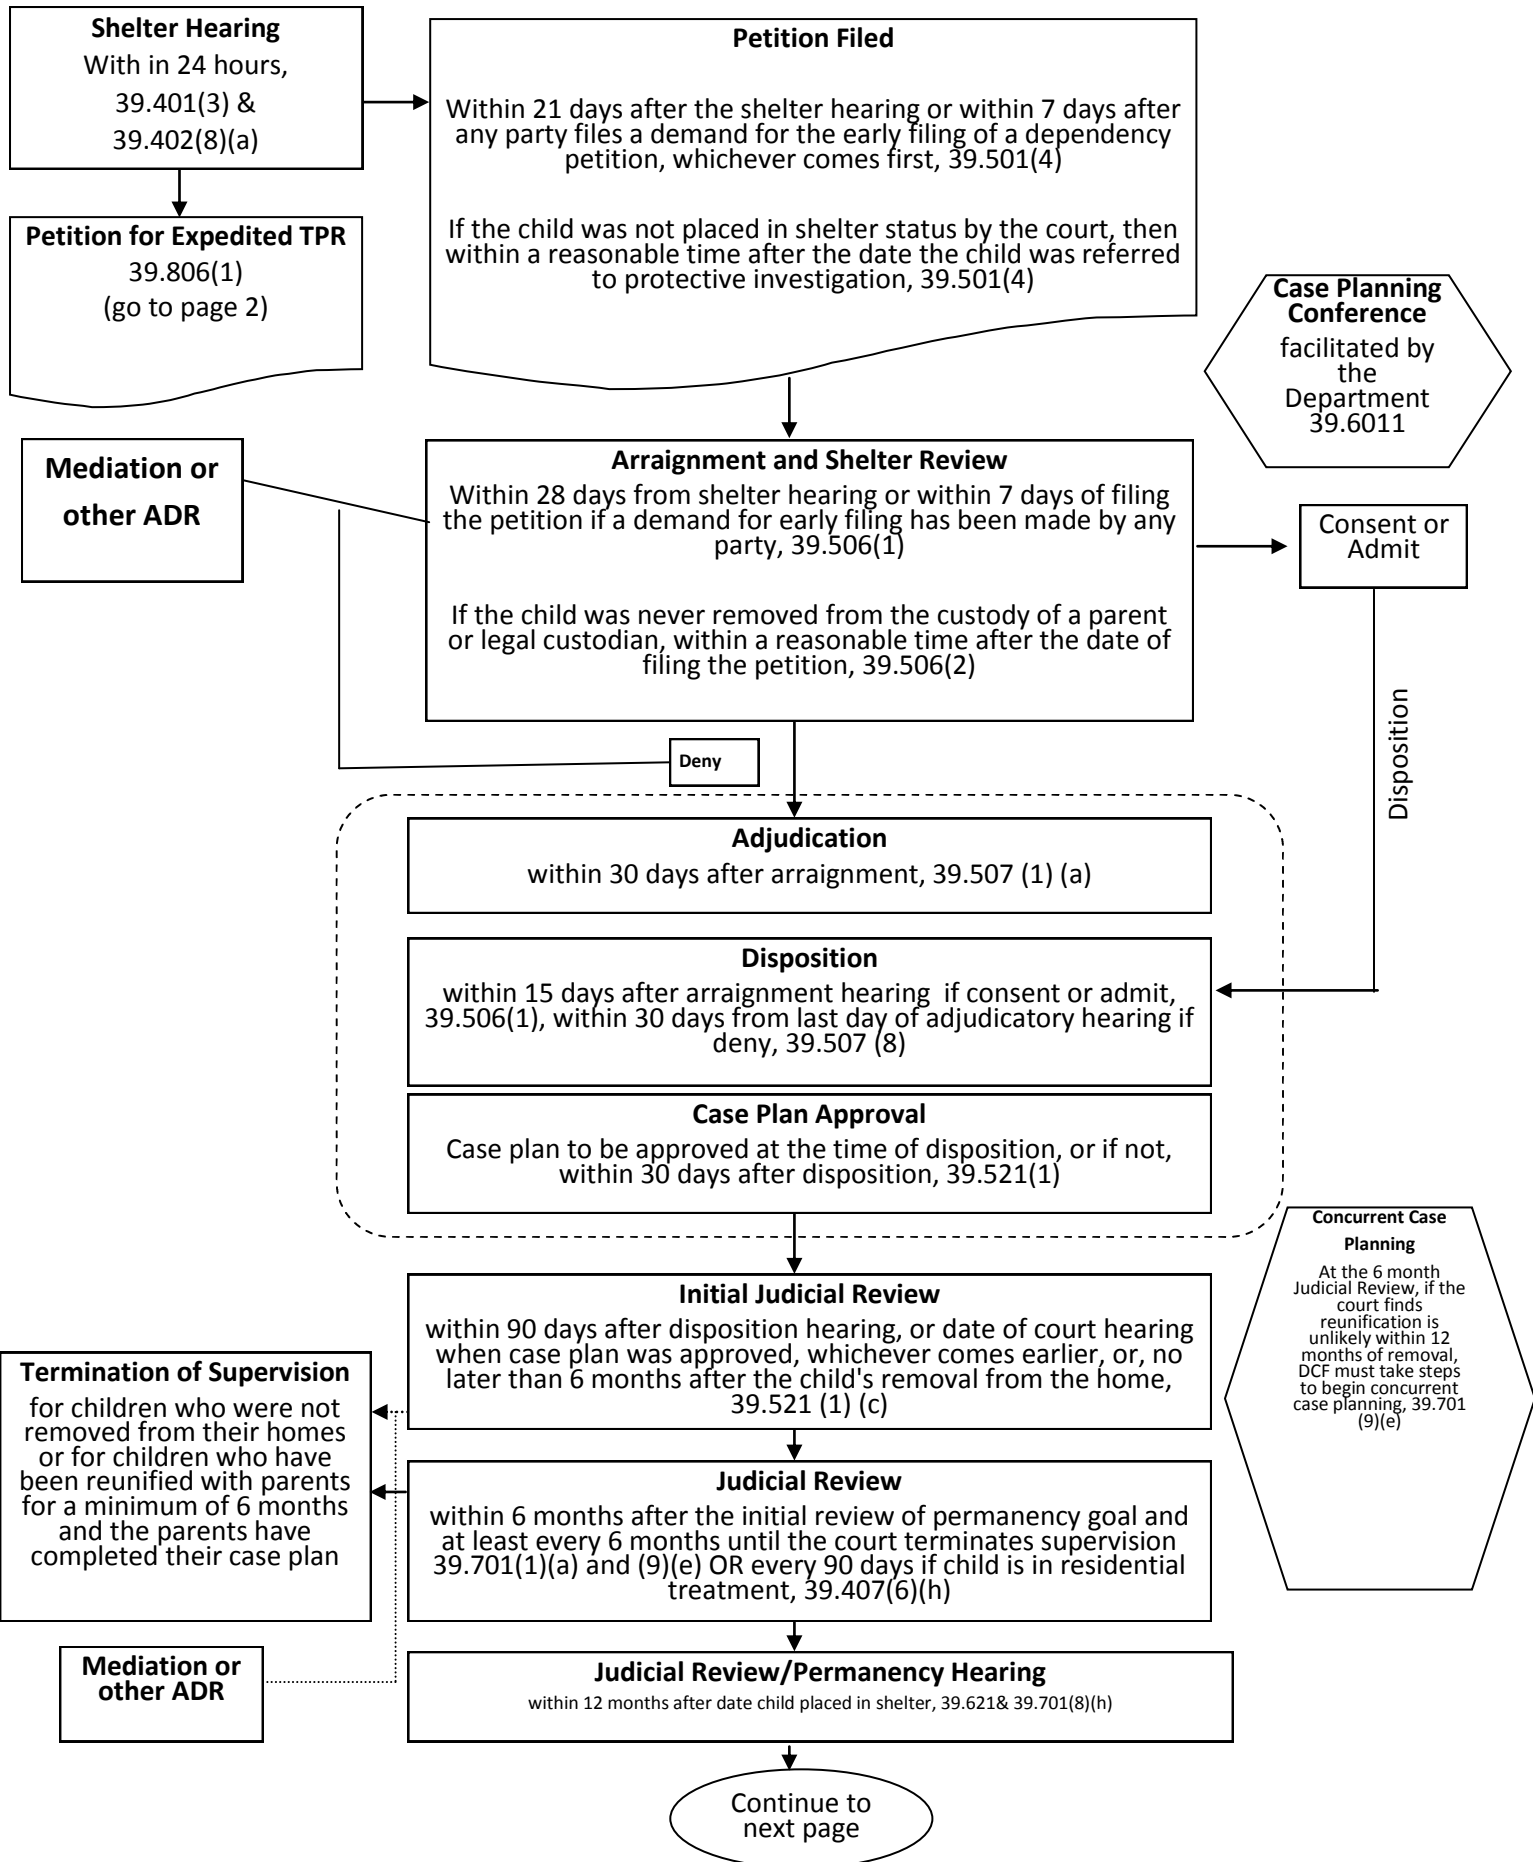 Shelter Hearing
With in 24 hours,
39.401(3) &
39.402(8)(a)
Petition Filed
Within 21 days after the shelter hearing or within 7 days after
any party files a demand for the early filing of a dependency
petition, whichever comes first, 39.501(4)
If the child was not placed in shelter status by the court, then
within a reasonable time after the date the child was referred
to protective investigation, 39.501(4)
Petition for Expedited TPR
39.806(1)
(go to page 2)
Case Planning
Conference
facilitated by
the
Department
39.6011
Mediation or
other ADR
Arraignment and Shelter Review
Within 28 days from shelter hearing or within 7 days of filing
the petition if a demand for early filing has been made by any
party, 39.506(1)
If the child was never removed from the custody of a parent
or legal custodian, within a reasonable time after the date of
filing the petition, 39.506(2)
Consent or
Admit
Disposition
Deny
Adjudication
within 30 days after arraignment, 39.507 (1) (a)
Disposition
within 15 days after arraignment hearing  if consent or admit,
39.506(1), within 30 days from last day of adjudicatory hearing if
deny, 39.507 (8)
Case Plan Approval
Case plan to be approved at the time of disposition, or if not,
within 30 days after disposition, 39.521(1)
Concurrent Case
Planning
At the 6 month
Judicial Review, if the
court finds
reunification is
unlikely within 12
months of removal,
DCF must take steps
to begin concurrent
case planning, 39.701
(9)(e)
Initial Judicial Review
within 90 days after disposition hearing, or date of court hearing
when case plan was approved, whichever comes earlier, or, no
later than 6 months after the child's removal from the home,
39.521 (1) (c)
Termination of Supervision
for children who were not
removed from their homes
or for children who have
been reunified with parents
for a minimum of 6 months
and the parents have
completed their case plan
Judicial Review
within 6 months after the initial review of permanency goal and
at least every 6 months until the court terminates supervision
39.701(1)(a) and (9)(e) OR every 90 days if child is in residential
treatment, 39.407(6)(h)
Mediation or
other ADR
Judicial Review/Permanency Hearing
within 12 months after date child placed in shelter, 39.621& 39.701(8)(h)
Continue to
next page